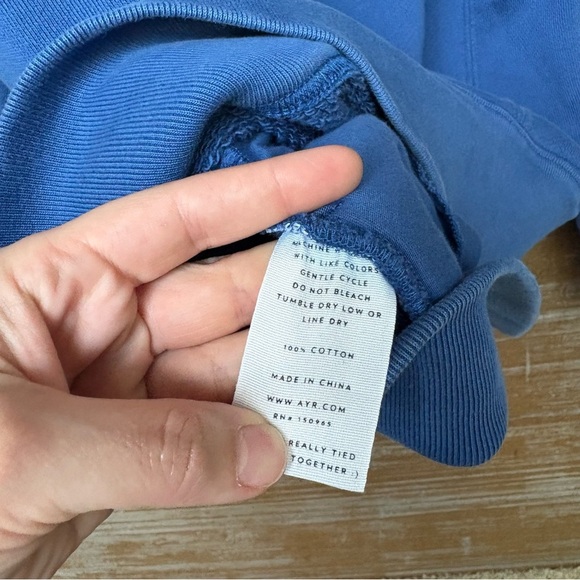 MACHINE
WITH LIKE COLORS
GENTLE CYCLE
DO NOT BLEACH
TUMBLE DRY LOW OR
LINE DRY
100% COTTON
MADE IN CHINA
WWW.AYR.COM
RN# 150965
REALLY TIED
TOGETHER :)